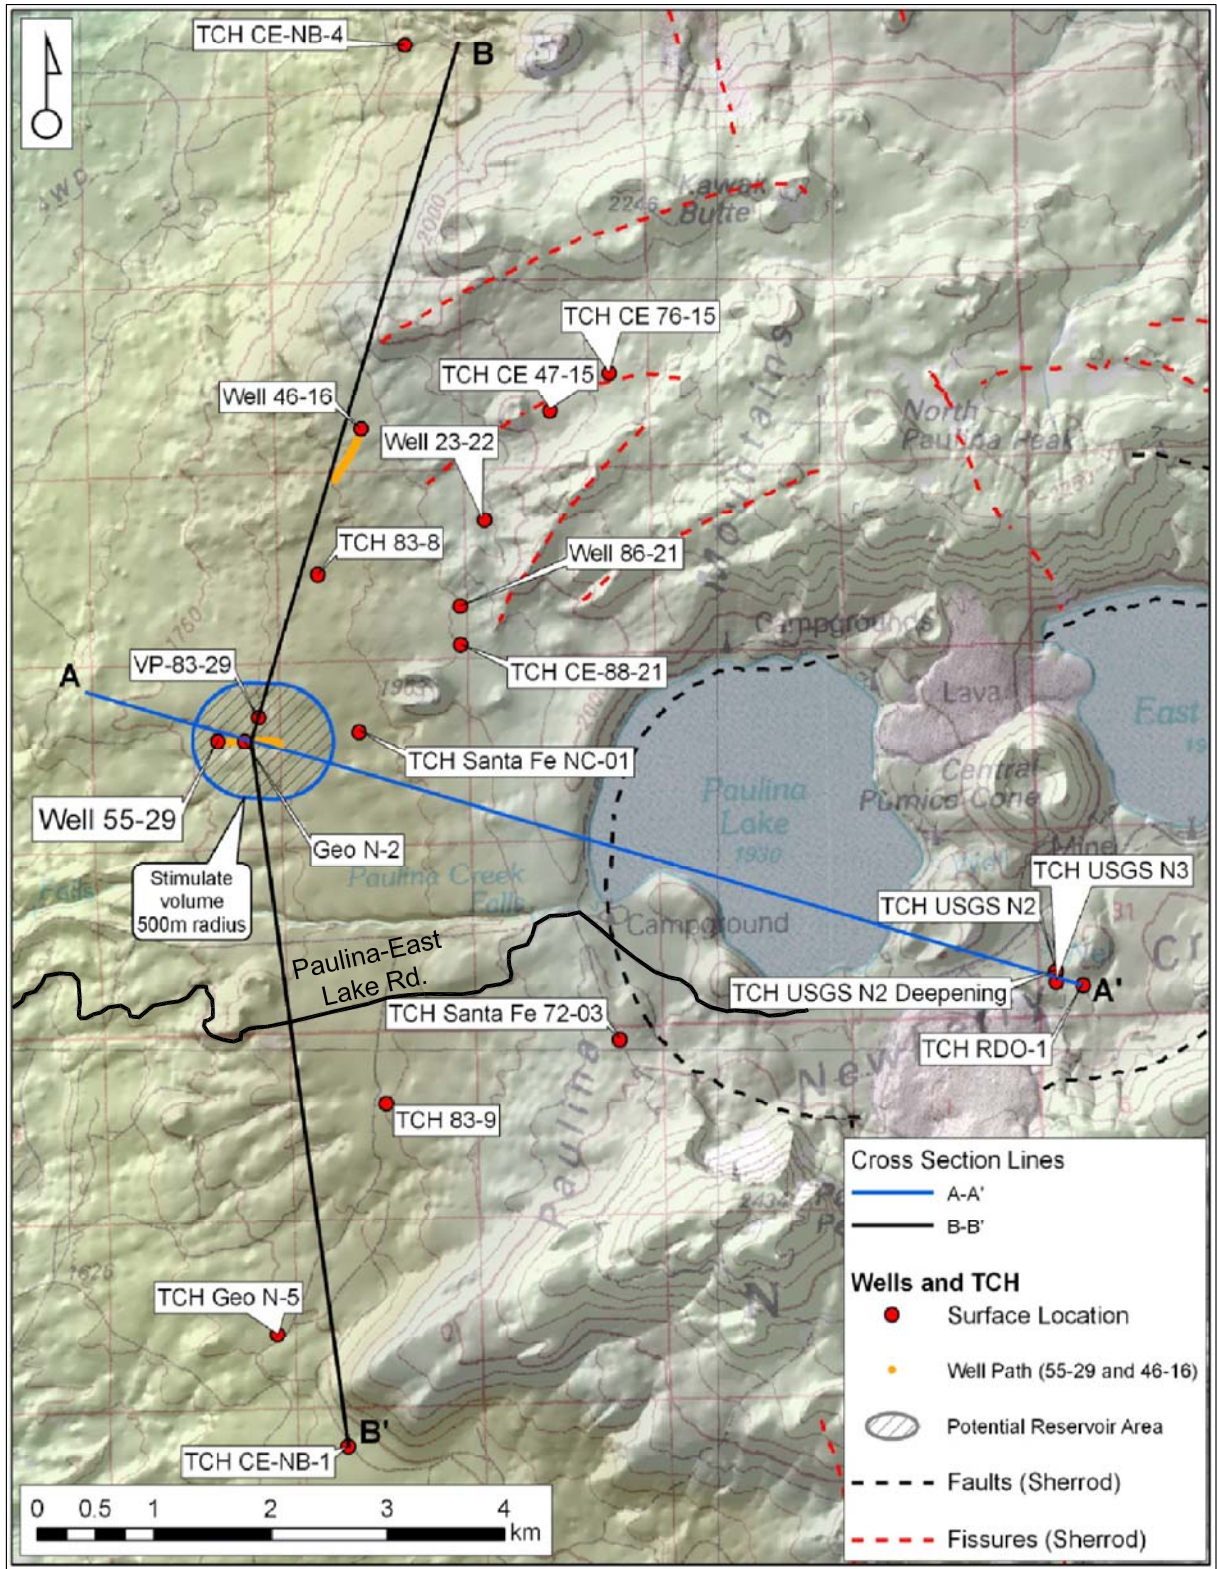 TCH CE-NB-4
B
2000
2246
Kawak
Butte
TCH CE 76-15
TCH CE 47-15
Well 46-16
Mountains
North
Paulina Peak
Well 23-22
TCH 83-8
Well 86-21
Campgrounds
1750
VP-83-29
TCH CE-88-21
A
Lava
East
TCH Santa Fe NC-01
Central
Pumice Cone
Paulina
Lake
1930
Well 55-29
Geo N-2
Mine
Stimulate
volume
500m radius
Paulina Creek
Falls
Falls
TCH USGS N3
TCH USGS N2
31
Campground
Paulina-East
Lake Rd.
TCH USGS N2 Deepening
A'
TCH Santa Fe 72-03
TCH RDO-1
Paulina
New
TCH 83-9
Cross Section Lines
A-A'
B-B'
1626
TCH Geo N-5
Wells and TCH
Surface Location
Well Path (55-29 and 46-16)
Potential Reservoir Area
B'
TCH CE-NB-1
Faults (Sherrod)
Fissures (Sherrod)
0 0.5 1 2 3 4
km